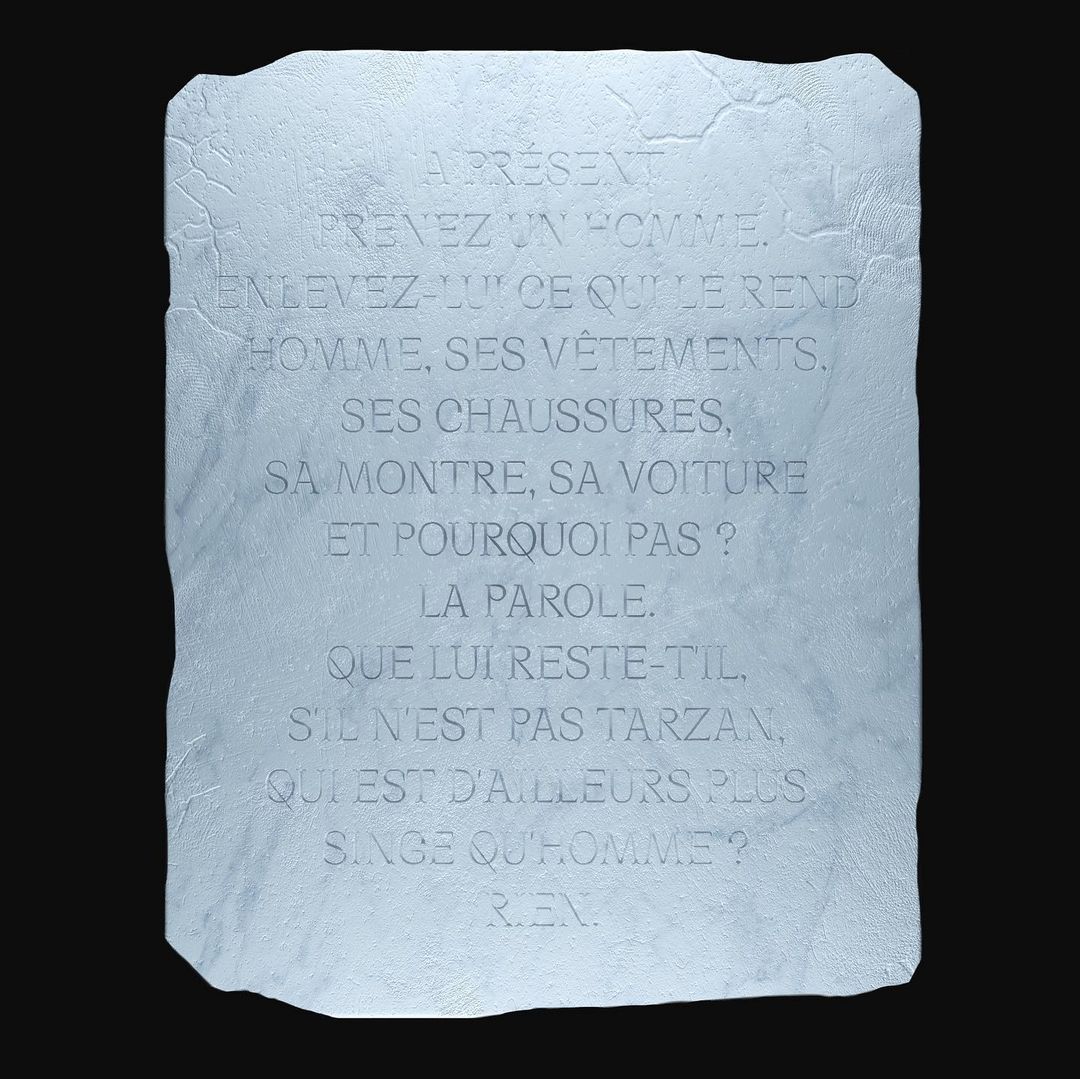 A PRÉSENT
PRENEZ UN HOMME.
ENLEVEZ-LUI CE QUI LE REND
HOMME, SES VÊTEMENTS,
SES CHAUSSURES,
SA MONTRE, SA VOITURE
ET POURQUOI PAS ?
LA PAROLE.
QUE LUI RESTE-T'IL,
S'IL N'EST PAS TARZAN,
QUI EST D'AILLEURS PLUS
SINGE QU'HOMME ?
RIEN.